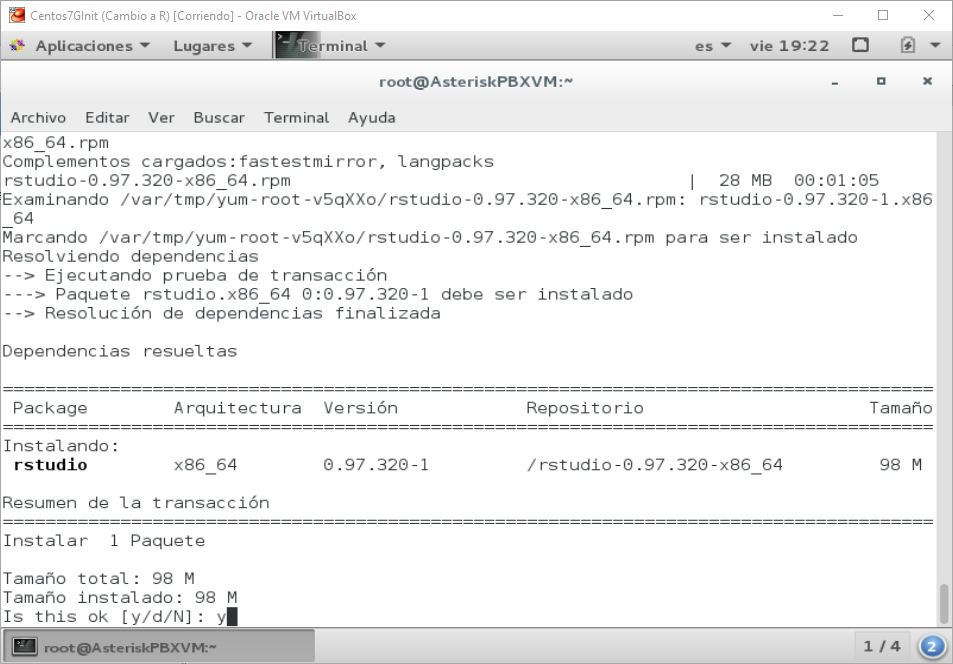 Centos7GInit (Cambio a R) [Corriendo] - Oracle VM VirtualBox
Aplicaciones Lugares Terminal es vie 19:22
root@AsteriskPBXVM:~
Archivo Editar Ver Buscar Terminal Ayuda
x86_64.rpm
Complementos cargados:fastestmirror, langpacks
rstudio-0.97.320-x86_64.rpm | 28 MB 00:01:05
Examinando /var/tmp/yum-root-v5qXXo/rstudio-0.97.320-x86_64.rpm: rstudio-0.97.320-1.x86
_64
Marcando /var/tmp/yum-root-v5qXXo/rstudio-0.97.320-x86_64.rpm para ser instalado
Resolviendo dependencias
--> Ejecutando prueba de transacción
---> Paquete rstudio.x86_64 0:0.97.320-1 debe ser instalado
--> Resolución de dependencias finalizada
Dependencias resueltas
================================================================================
Package Arquitectura Versión Repositorio Tamaño
================================================================================
Instalando:
rstudio x86_64 0.97.320-1 /rstudio-0.97.320-x86_64 98 M
Resumen de la transacción
================================================================================
Instalar 1 Paquete
Tamaño total: 98 M
Tamaño instalado: 98 M
Is this ok [y/d/N]: y
root@AsteriskPBXVM:~ 1 / 4 2